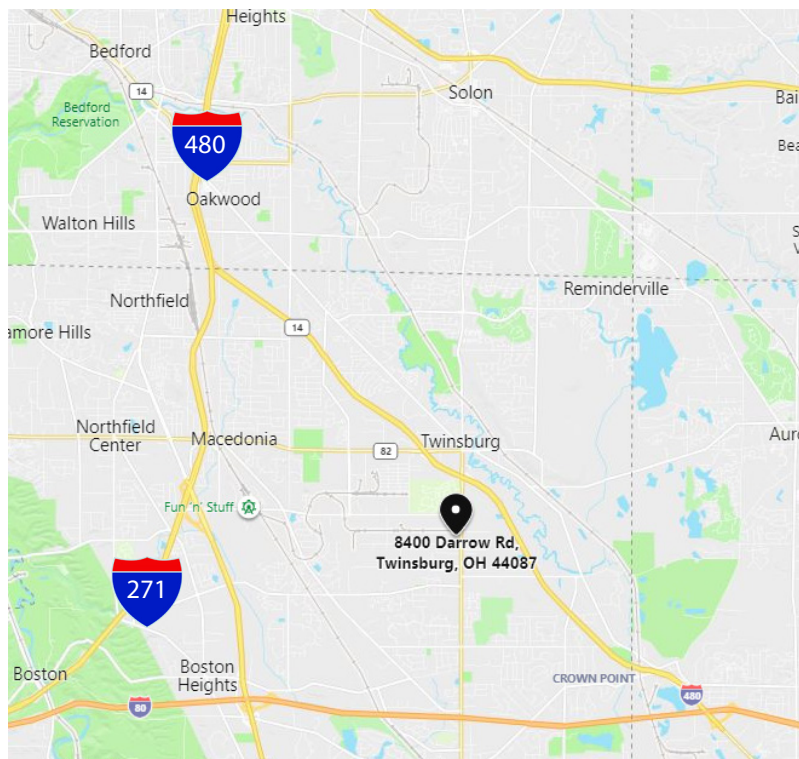 Heights
Bedford
14
Bedford
Reservation
Solon
Bai
480
Bea
Oakwood
Walton Hills
S
V
Reminderville
Northfield
14
amore Hills
Northfield
Center
Macedonia
82
Twinsburg
Auro
Fun 'n' Stuff
8400 Darrow Rd,
Twinsburg, OH 44087
271
Boston
Boston
Heights
CROWN POINT
480
80